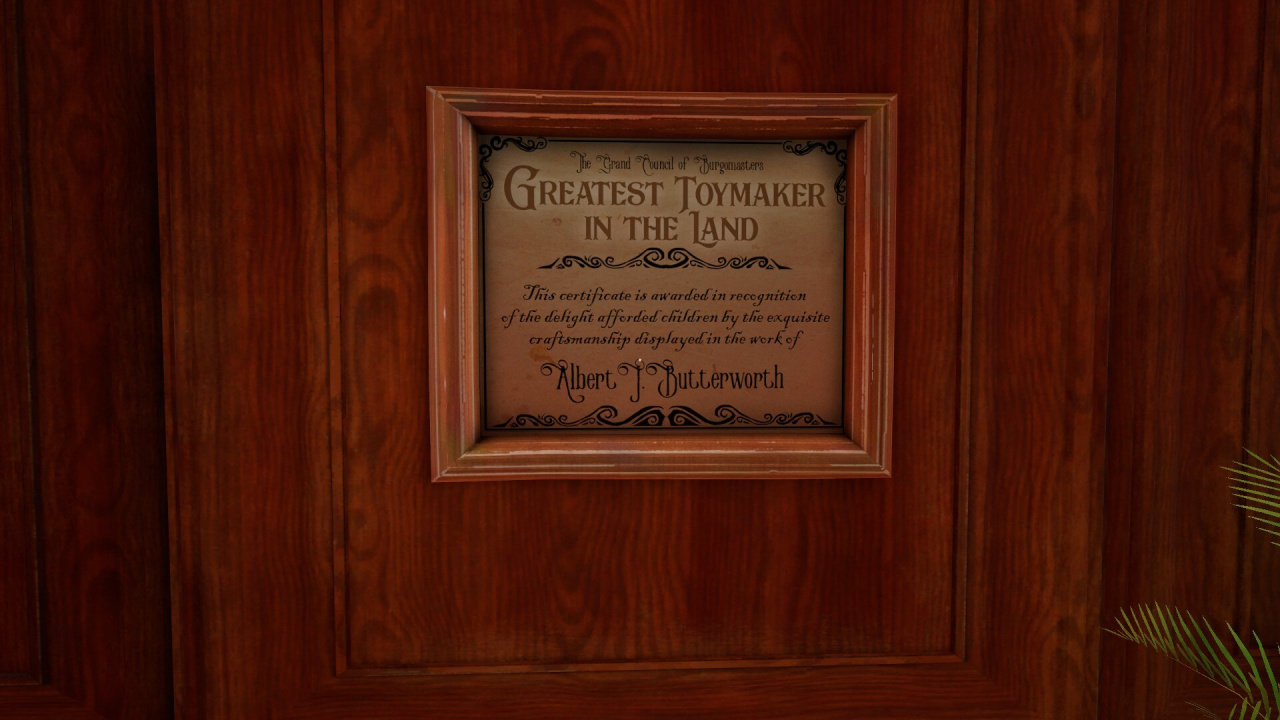 The Grand Council of Burgomasters
GREATEST TOYMAKER
IN THE LAND
This certificate is awarded in recognition
of the delight afforded children by the exquisite
craftsmanship displayed in the work of
Albert J. Butterworth